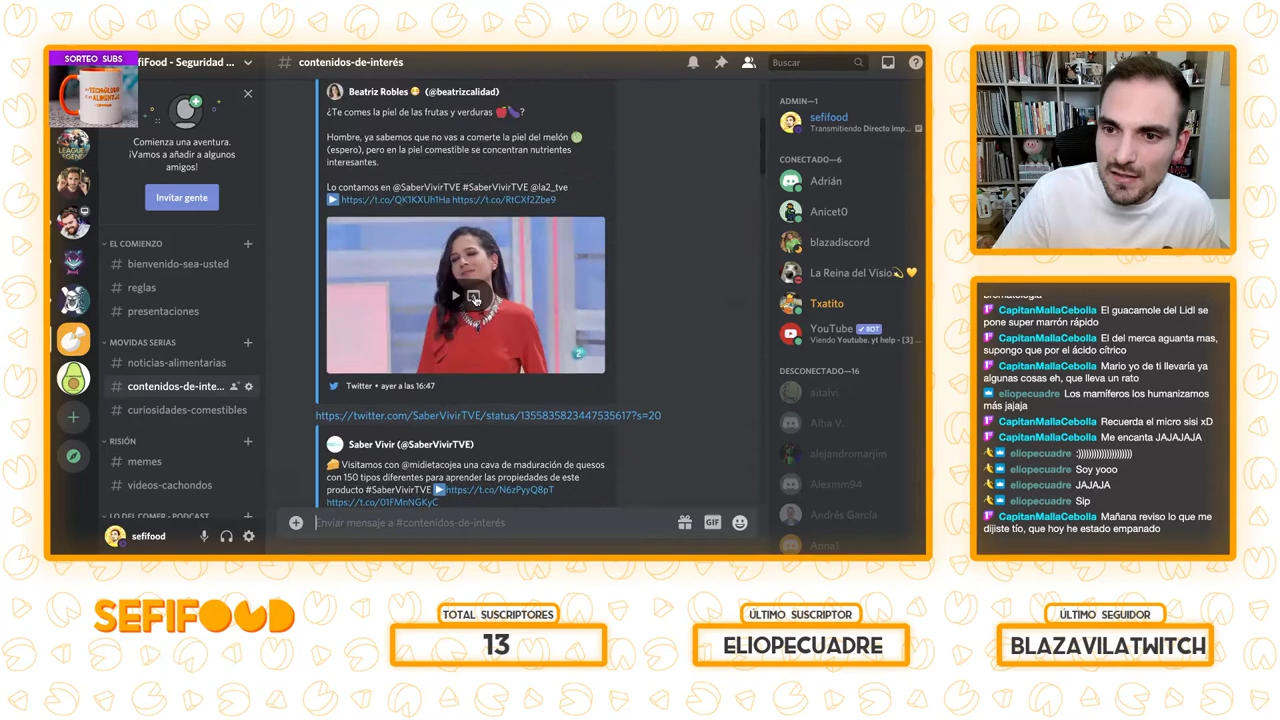 SORTEO SUBS
fiFood - Seguridad ...
Comienza una aventura.
¡Vamos a añadir a algunos
amigos!
Invitar gente
EL COMIENZO
# bienvenido-sea-usted
# reglas
# presentaciones
MOVIDAS SERIAS
# noticias-alimentarias
# contenidos-de-inte...
# curiosidades-comestibles
RISIÓN
# memes
# videos-cachondos
LO DEL COMER - PODCAST
sefifood
# contenidos-de-interés
Buscar
Beatriz Robles (@beatrizcalidad)
¿Te comes la piel de las frutas y verduras 🍎🍆?
Hombre, ya sabemos que no vas a comerte la piel del melón 🍈
(espero), pero en la piel comestible se concentran nutrientes
interesantes.
Lo contamos en @SaberVivirTVE #SaberVivirTVE @la2_tve
▶️https://t.co/QK1KXUh1Ha https://t.co/RtCXf2Zbe9
Twitter • ayer a las 16:47
https://twitter.com/SaberVivirTVE/status/1355835823447535617?s=20
Saber Vivir (@SaberVivirTVE)
🧀 Visitamos con @midietacojea una cava de maduración de quesos
con 150 tipos diferentes para aprender las propiedades de este
producto #SaberVivirTVE ▶️https://t.co/N6zPyyQ8pT
https://t.co/01FMnNGKyC
Enviar mensaje a #contenidos-de-interés
GIF
ADMIN—1
sefifood
Transmitiendo Directo imp...
CONECTADO—6
Adrián
Anicet0
blazadiscord
La Reina del Visio💫 💛
Txatito
YouTube ✓ BOT
Viendo Youtube. yt help - [3] ...
DESCONECTADO—16
aitalvi
Alba V.
alejandromarjim
Alesmm94
Andrés García
Anna1
bromatología
CapitanMallaCebolla El guacamole del Lidl se
pone super marrón rápido
CapitanMallaCebolla El del merca aguanta mas,
supongo que por el ácido cítrico
CapitanMallaCebolla Mario yo de ti llevaría ya
algunas cosas eh, que lleva un rato
eliopecuadre Los mamíferos los humanizamos
más jajaja
CapitanMallaCebolla Recuerda el micro sisi xD
CapitanMallaCebolla Me encanta JAJAJAJA
eliopecuadre :))))))))))))))))))))
eliopecuadre Soy yooo
eliopecuadre JAJAJA
eliopecuadre Sip
CapitanMallaCebolla Mañana reviso lo que me
dijiste tío, que hoy he estado empanado
SEFIFOOD
TOTAL SUSCRIPTORES
13
ÚLTIMO SUSCRIPTOR
ELIOPECUADRE
ÚLTIMO SEGUIDOR
BLAZAVILATWITCH